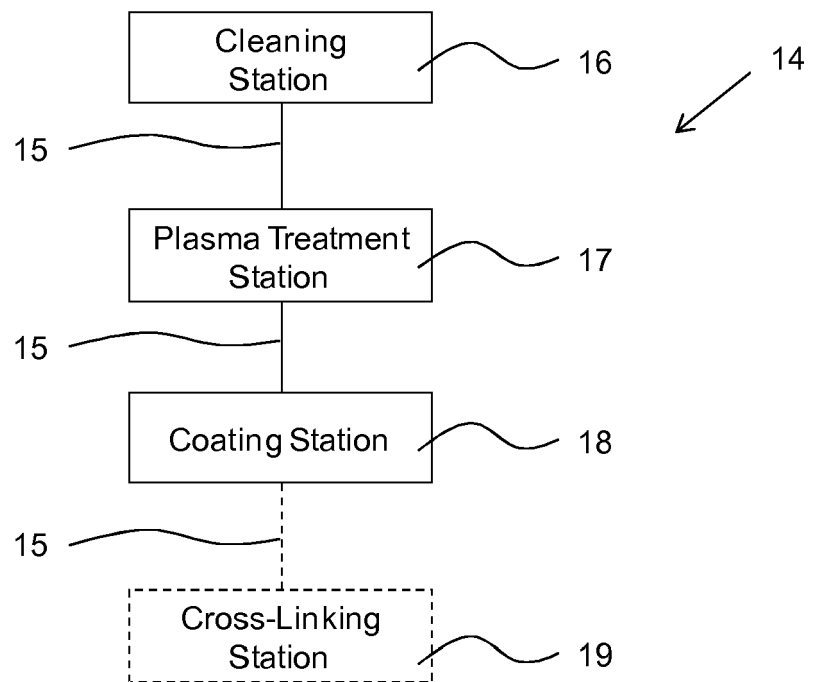 Cleaning
Station
16
14
15
Plasma Treatment
Station
17
15
Coating Station
18
15
Cross-Linking
Station
19